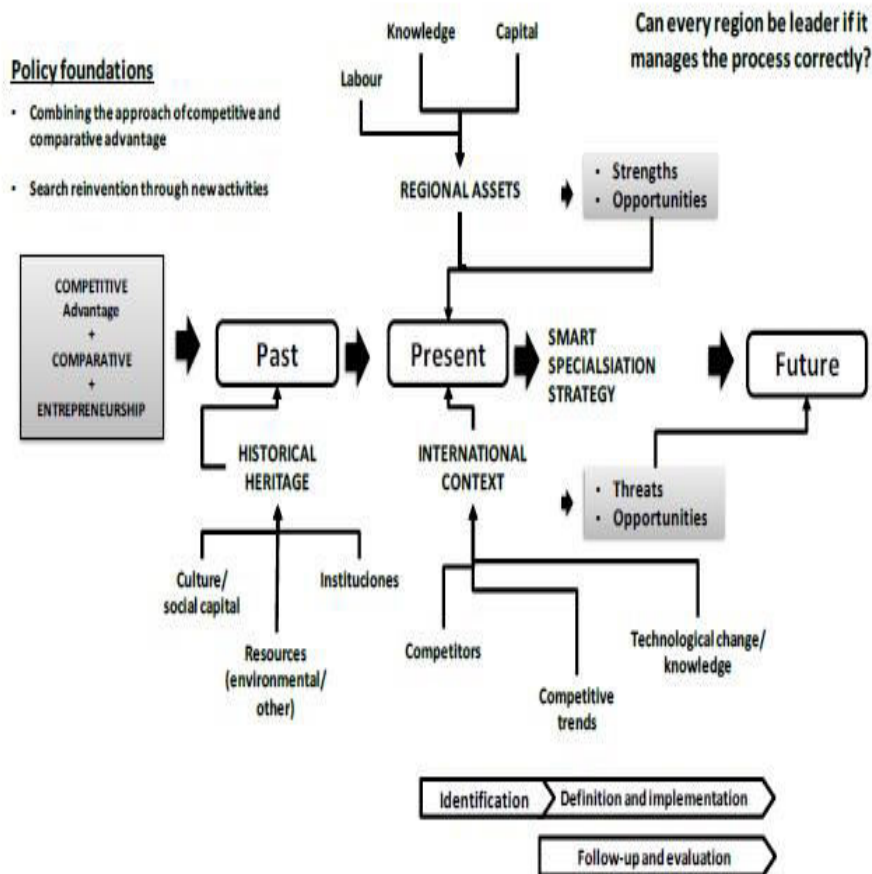 Can every region be leader if it
manages the process correctly?
Policy foundations
• Combining the approach of competitive and
comparative advantage
• Search reinvention through new activities
Knowledge
Capital
Labour
REGIONAL ASSETS
• Strengths
• Opportunities
COMPETITIVE
Advantage
+
COMPARATIVE
+
ENTREPRENEURSHIP
Past
Present
SMART
SPECIALSIATION
STRATEGY
Future
HISTORICAL
HERITAGE
INTERNATIONAL
CONTEXT
• Threats
• Opportunities
Culture/
social capital
Instituciones
Resources
(environmental/
other)
Competitors
Competitive
trends
Technological change/
knowledge
Identification
Definition and implementation
Follow-up and evaluation